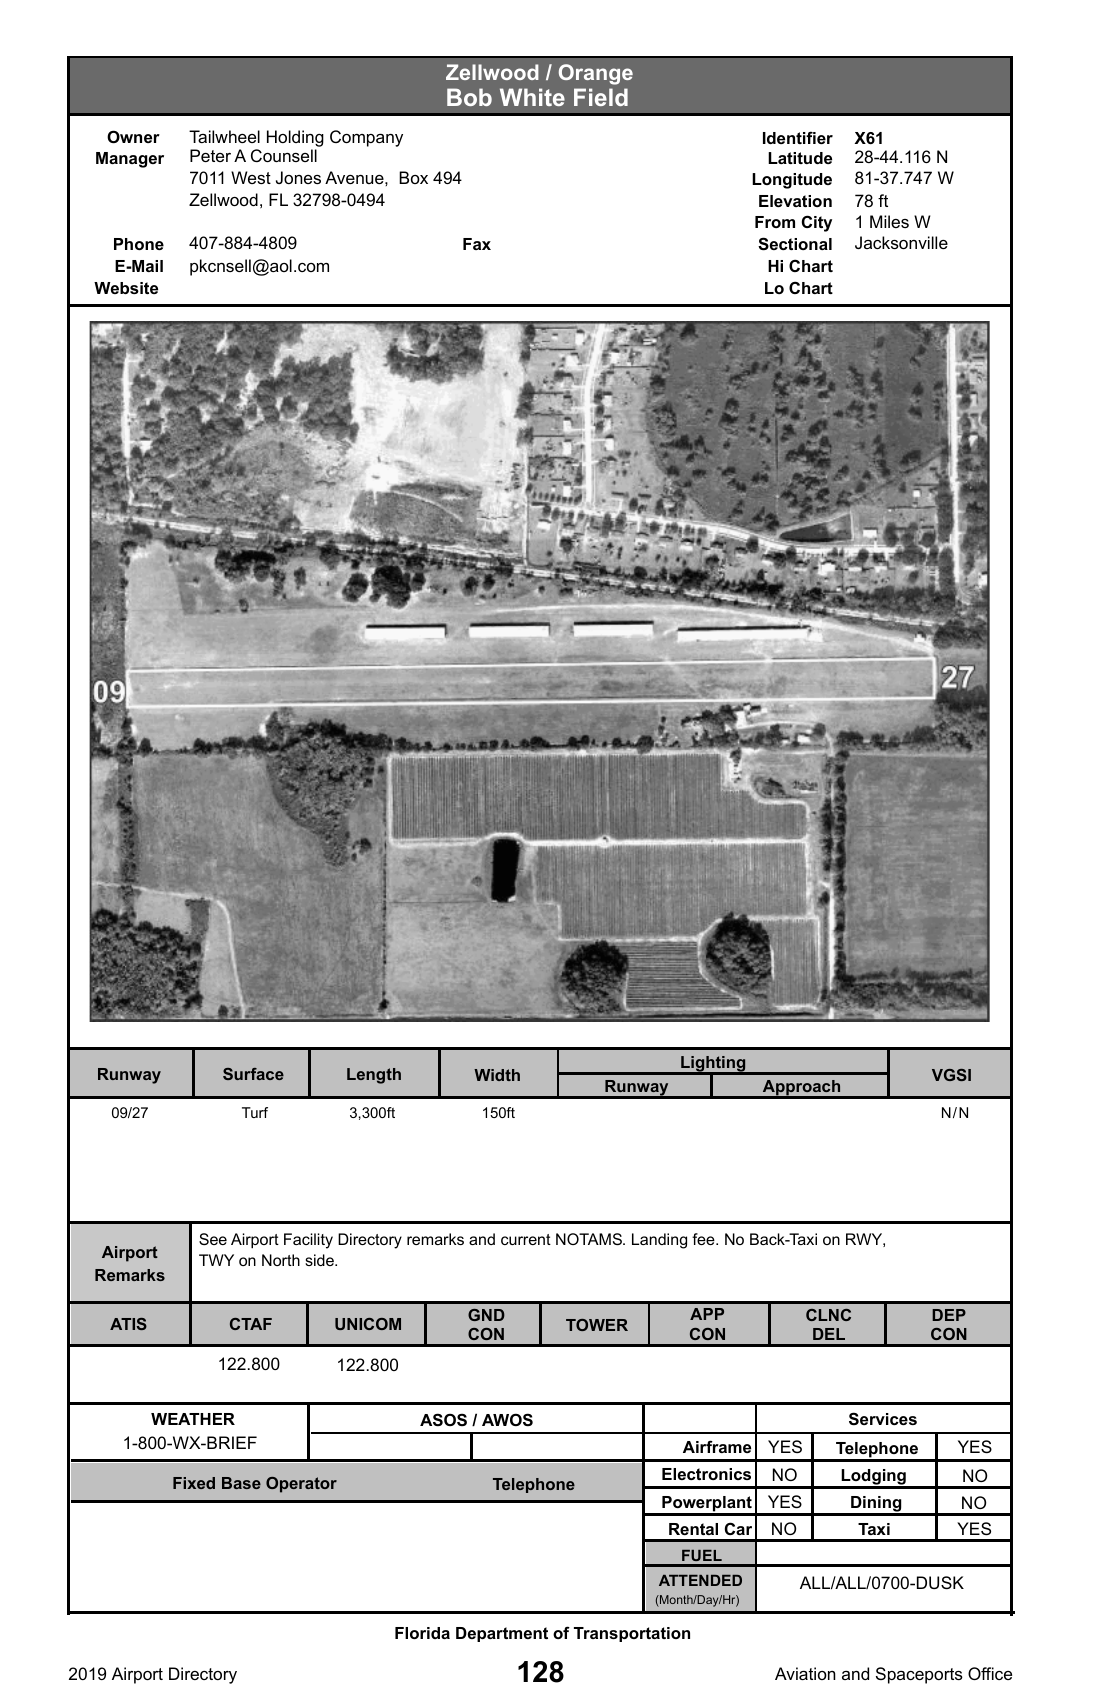 Zellwood / Orange
Bob White Field
Owner Tailwheel Holding Company
Manager Peter A Counsell
7011 West Jones Avenue, Box 494
Zellwood, FL 32798-0494
Phone 407-884-4809 Fax
E-Mail pkcnsell@aol.com
Website
Identifier X61
Latitude 28-44.116 N
Longitude 81-37.747 W
Elevation 78 ft
From City 1 Miles W
Sectional Jacksonville
Hi Chart
Lo Chart
09
27
Runway Surface Length Width Lighting VGSI
Runway Approach
09/27 Turf 3,300ft 150ft N/N
Airport Remarks
See Airport Facility Directory remarks and current NOTAMS. Landing fee. No Back-Taxi on RWY,
TWY on North side.
ATIS CTAF UNICOM GND CON TOWER APP CON CLNC DEL DEP CON
122.800 122.800
WEATHER ASOS / AWOS
1-800-WX-BRIEF
Fixed Base Operator Telephone
Services
Airframe YES Telephone YES
Electronics NO Lodging NO
Powerplant YES Dining NO
Rental Car NO Taxi YES
FUEL
ATTENDED ALL/ALL/0700-DUSK
(Month/Day/Hr)
Florida Department of Transportation
2019 Airport Directory 128 Aviation and Spaceports Office